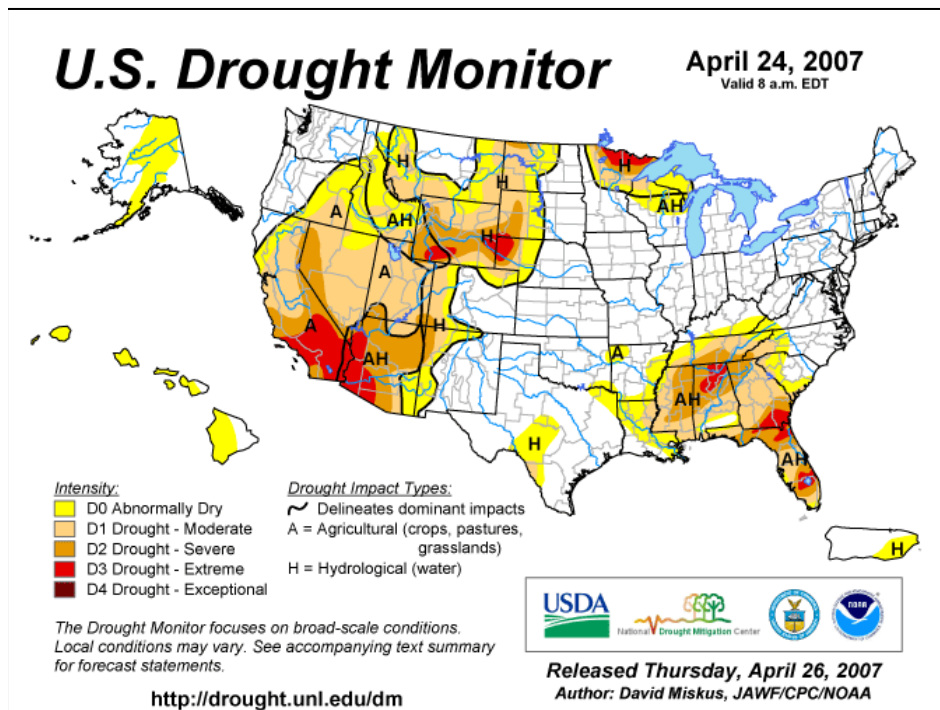 U.S. Drought Monitor
April 24, 2007
Valid 8 a.m. EDT
H
A
AH
H
H
A
H
A
AH
H
H
AH
A
AH
H
AH
H
Intensity:
D0 Abnormally Dry
D1 Drought - Moderate
D2 Drought - Severe
D3 Drought - Extreme
D4 Drought - Exceptional
Drought Impact Types:
Delineates dominant impacts
A = Agricultural (crops, pastures,
grasslands)
H = Hydrological (water)
The Drought Monitor focuses on broad-scale conditions.
Local conditions may vary. See accompanying text summary
for forecast statements.
http://drought.unl.edu/dm
USDA
National Drought Mitigation Center
NOAA
Released Thursday, April 26, 2007
Author: David Miskus, JAWF/CPC/NOAA